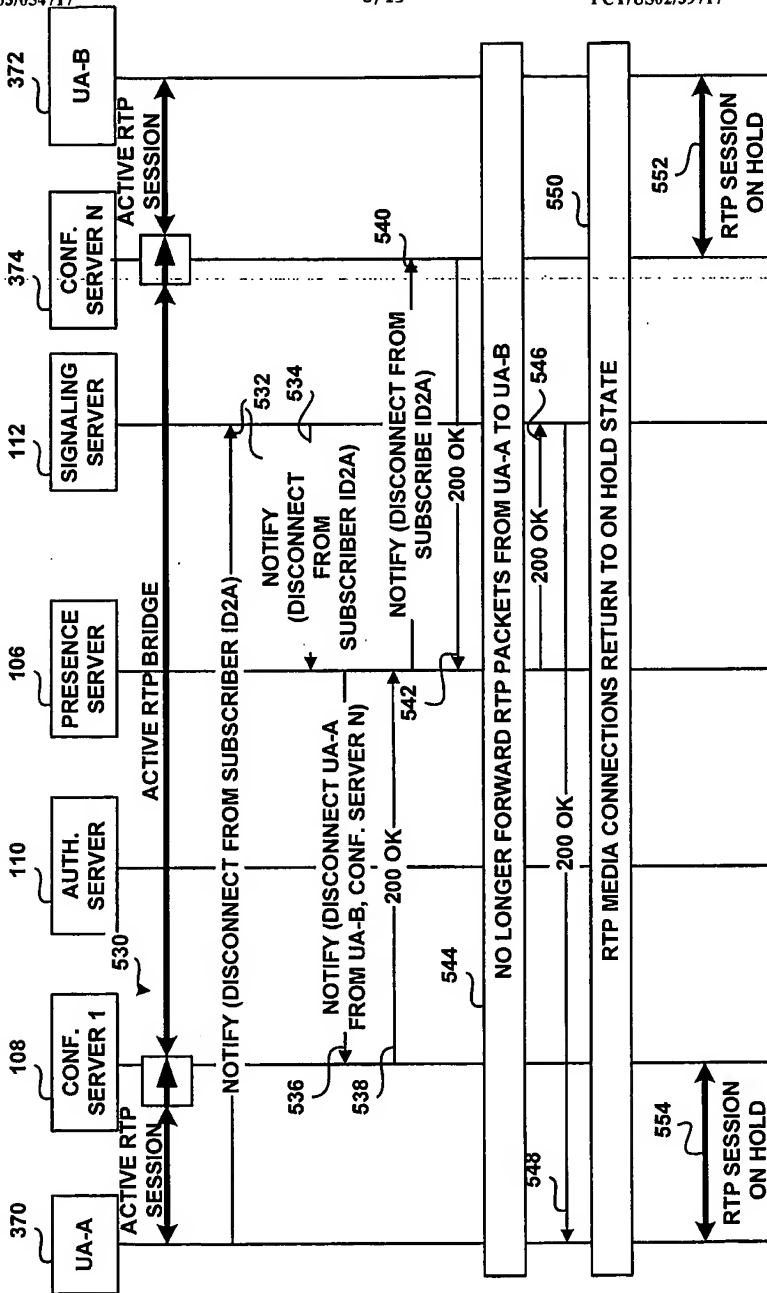 370
108
110
106
112
374
372
UA-A
CONF.
SERVER 1
AUTH.
SERVER
PRESENCE
SERVER
SIGNALING
SERVER
CONF.
SERVER N
UA-B
530
ACTIVE RTP
SESSION
ACTIVE RTP BRIDGE
ACTIVE RTP
SESSION
NOTIFY (DISCONNECT FROM SUBSCRIBER ID2A)
532
534
NOTIFY
(DISCONNECT
FROM
SUBSCRIBER ID2A)
536
NOTIFY (DISCONNECT UA-A
FROM UA-B, CONF. SERVER N)
538
200 OK
540
NOTIFY (DISCONNECT FROM
SUBSCRIBE ID2A)
542
200 OK
544
NO LONGER FORWARD RTP PACKETS FROM UA-A TO UA-B
546
200 OK
548
200 OK
550
RTP MEDIA CONNECTIONS RETURN TO ON HOLD STATE
554
RTP SESSION
ON HOLD
552
RTP SESSION
ON HOLD